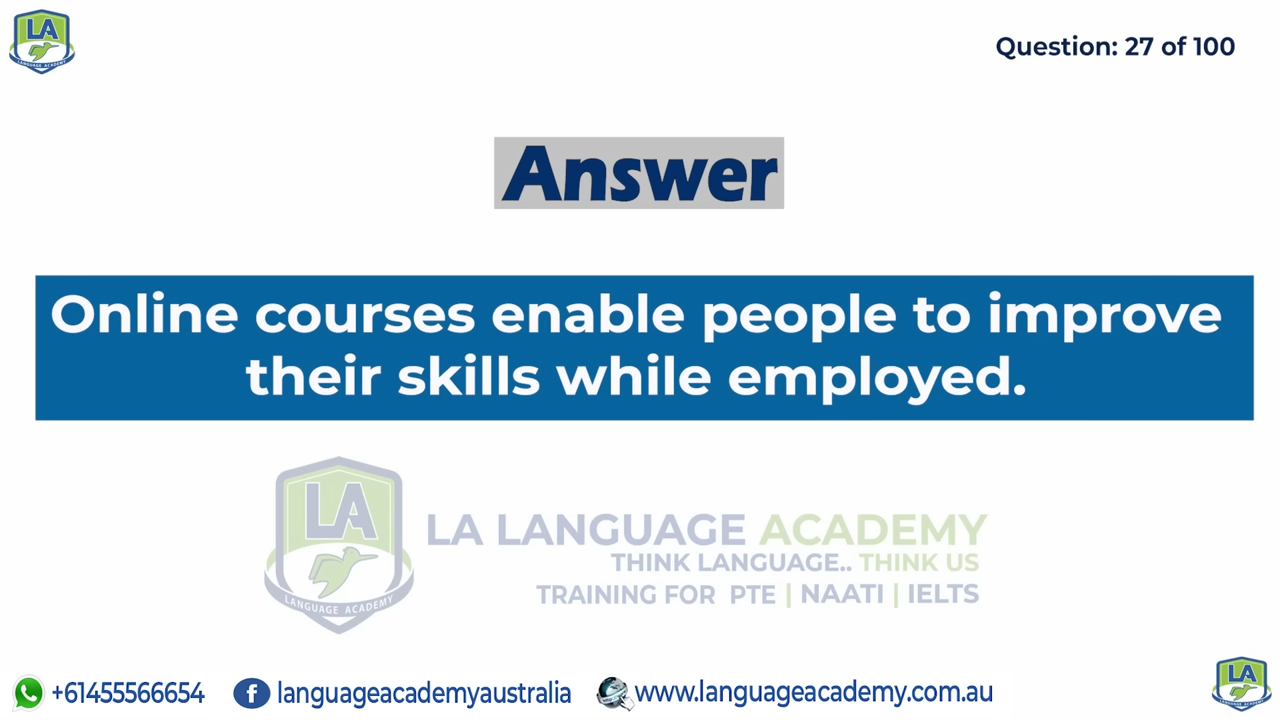 LA
LANGUAGE ACADEMY
Question: 27 of 100
Answer
Online courses enable people to improve
their skills while employed.
LA
LANGUAGE ACADEMY
LA LANGUAGE ACADEMY
THINK LANGUAGE.. THINK US
TRAINING FOR PTE | NAATI | IELTS
+61455566654
languageacademyaustralia
www.languageacademy.com.au
LA
LANGUAGE ACADEMY